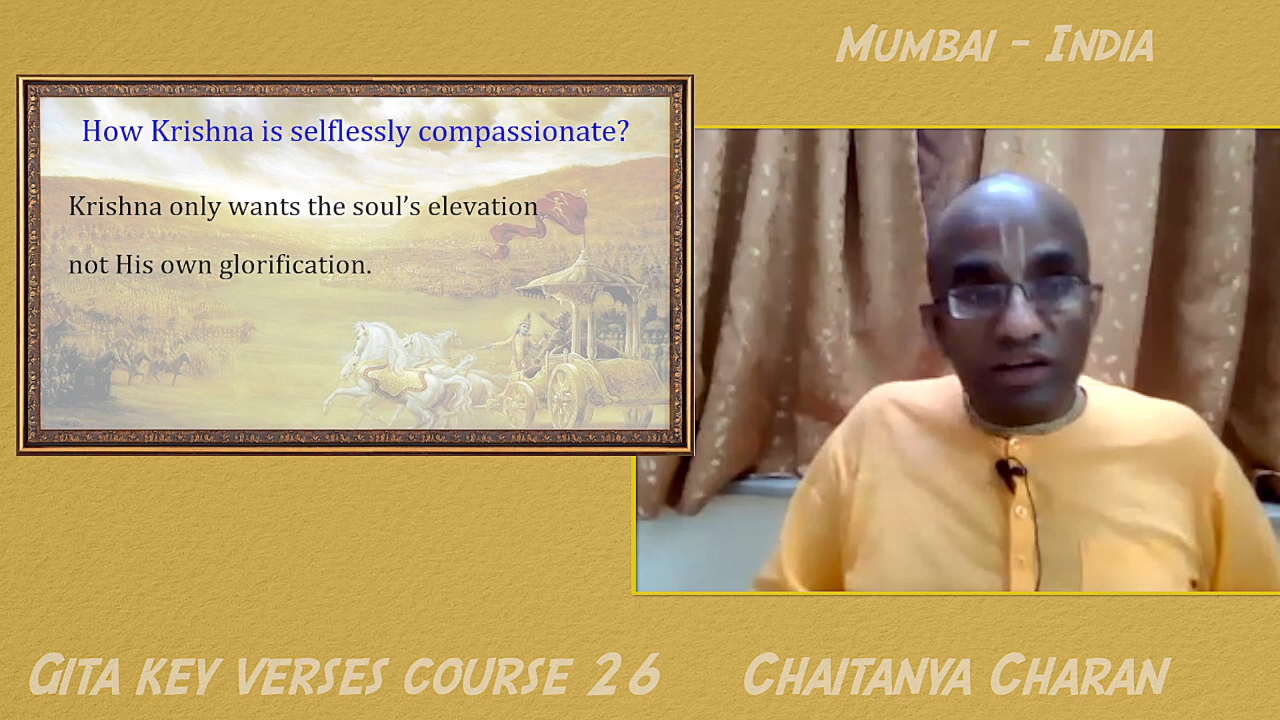 Mumbai - India
How Krishna is selflessly compassionate?
Krishna only wants the soul's elevation
not His own glorification.
Gita key verses course 26
Chaitanya Charan